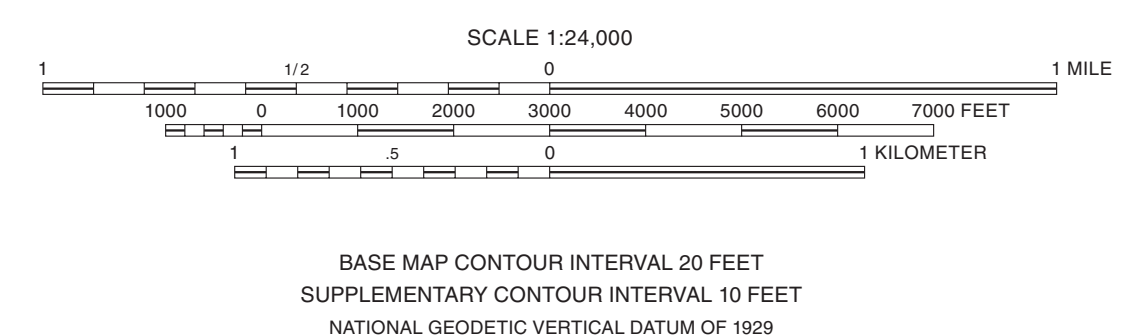 SCALE 1:24,000
1 1/2 0 1 MILE
1000 0 1000 2000 3000 4000 5000 6000 7000 FEET
1 .5 0 1 KILOMETER
BASE MAP CONTOUR INTERVAL 20 FEET
SUPPLEMENTARY CONTOUR INTERVAL 10 FEET
NATIONAL GEODETIC VERTICAL DATUM OF 1929